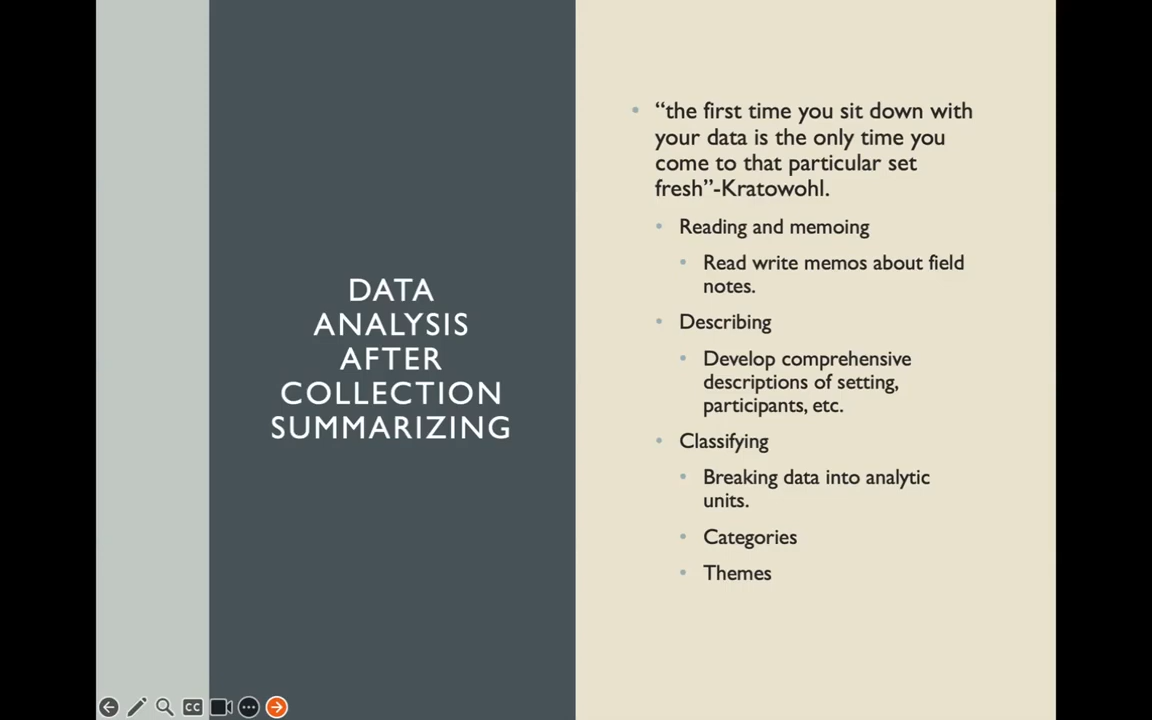 DATA
ANALYSIS
AFTER
COLLECTION
SUMMARIZING
• “the first time you sit down with
your data is the only time you
come to that particular set
fresh”-Kratowohl.
• Reading and memoing
• Read write memos about field
notes.
• Describing
• Develop comprehensive
descriptions of setting,
participants, etc.
• Classifying
• Breaking data into analytic
units.
• Categories
• Themes
CC